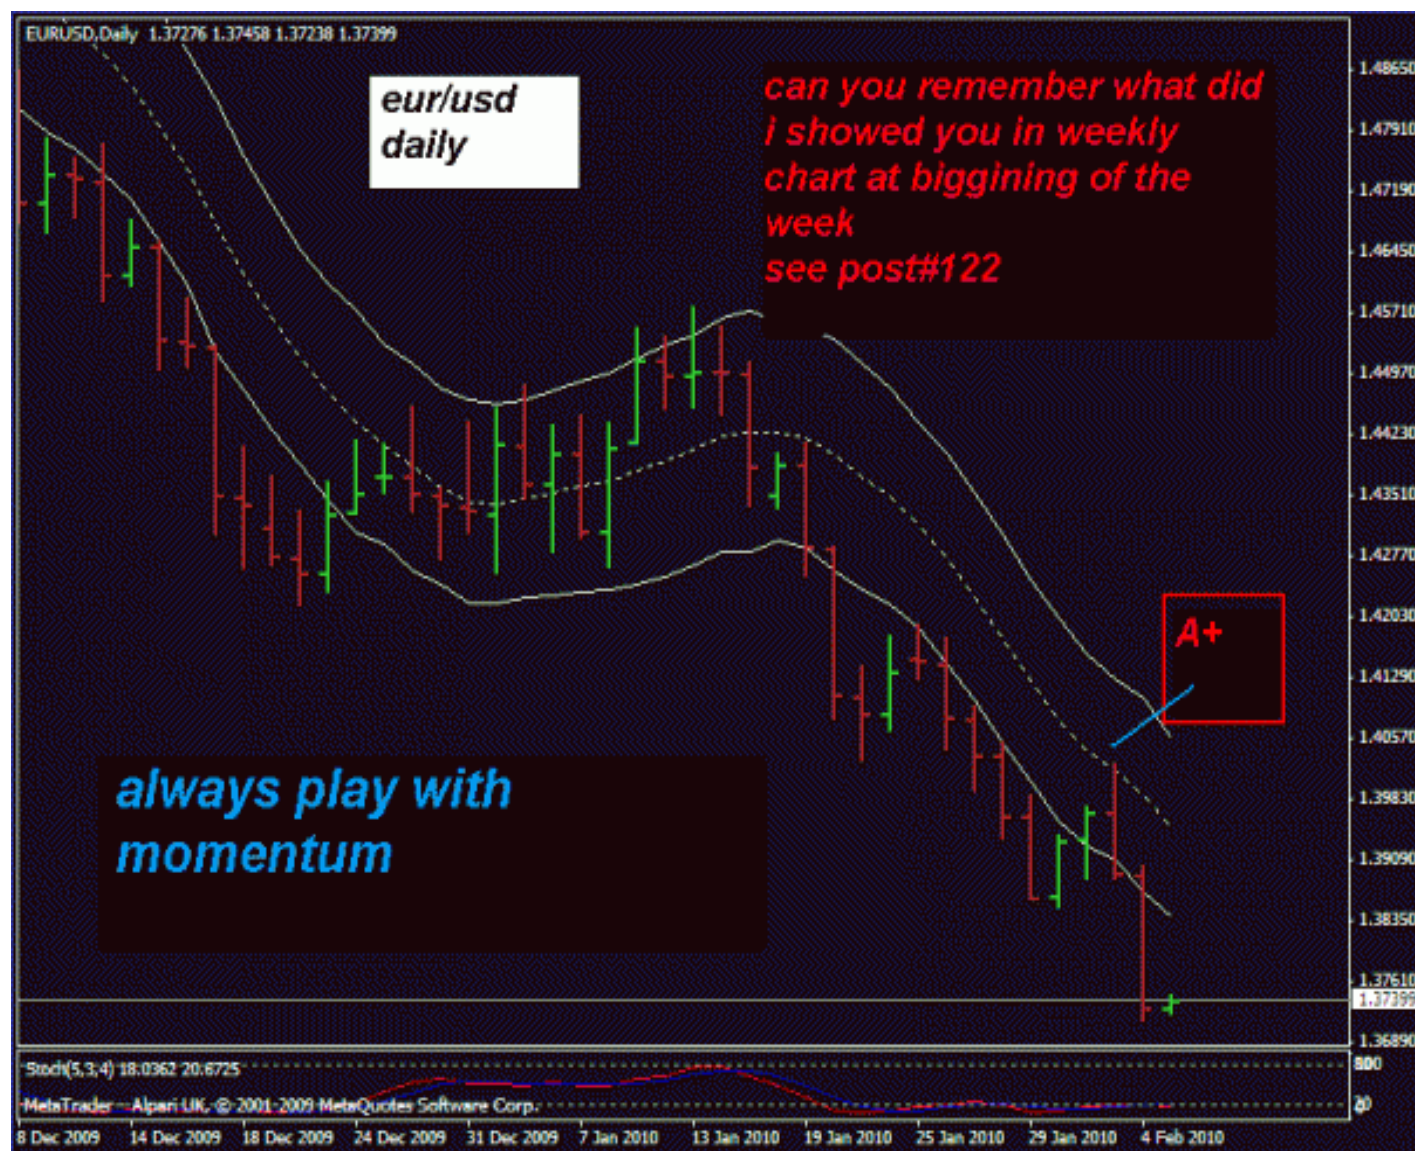 EURUSD,Daily 1.37276 1.37458 1.37238 1.37399
eur/usd
daily
can you remember what did
i showed you in weekly
chart at biggining of the
week
see post#122
A+
always play with
momentum
1.48650
1.47910
1.47190
1.46450
1.45710
1.44970
1.44230
1.43510
1.42770
1.42030
1.41290
1.40570
1.39830
1.39090
1.38350
1.37610
1.37399
1.36890
Stoch(5,3,4) 18.0362 20.6725
MetaTrader - Alpari UK, © 2001-2009 MetaQuotes Software Corp.
8 Dec 2009
14 Dec 2009
18 Dec 2009
24 Dec 2009
31 Dec 2009
7 Jan 2010
13 Jan 2010
19 Jan 2010
25 Jan 2010
29 Jan 2010
4 Feb 2010